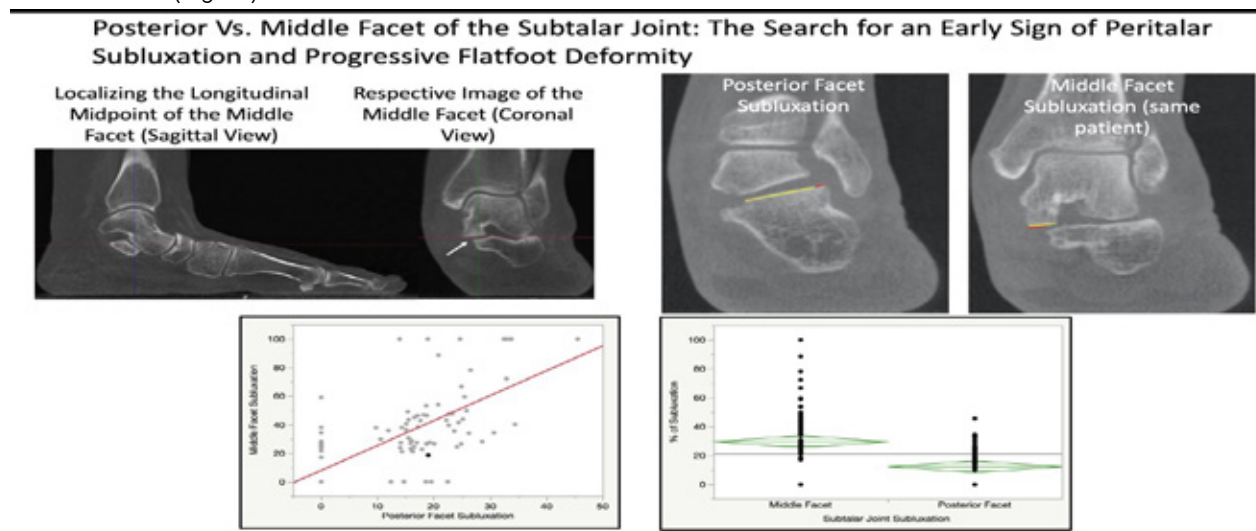 Posterior Vs. Middle Facet of the Subtalar Joint: The Search for an Early Sign of Peritalar
Subluxation and Progressive Flatfoot Deformity
Localizing the Longitudinal
Midpoint of the Middle
Facet (Sagittal View)
Respective Image of the
Middle Facet (Coronal
View)
Posterior Facet
Subluxation
Middle Facet
Subluxation (same
patient)
Middle Facet Subluxation
100
80
60
40
20
0
0
10
20
30
40
50
Posterior Facet Subluxation
% of Subluxation
100
80
60
40
20
0
Middle Facet
Posterior Facet
Subtalar Joint Subluxation